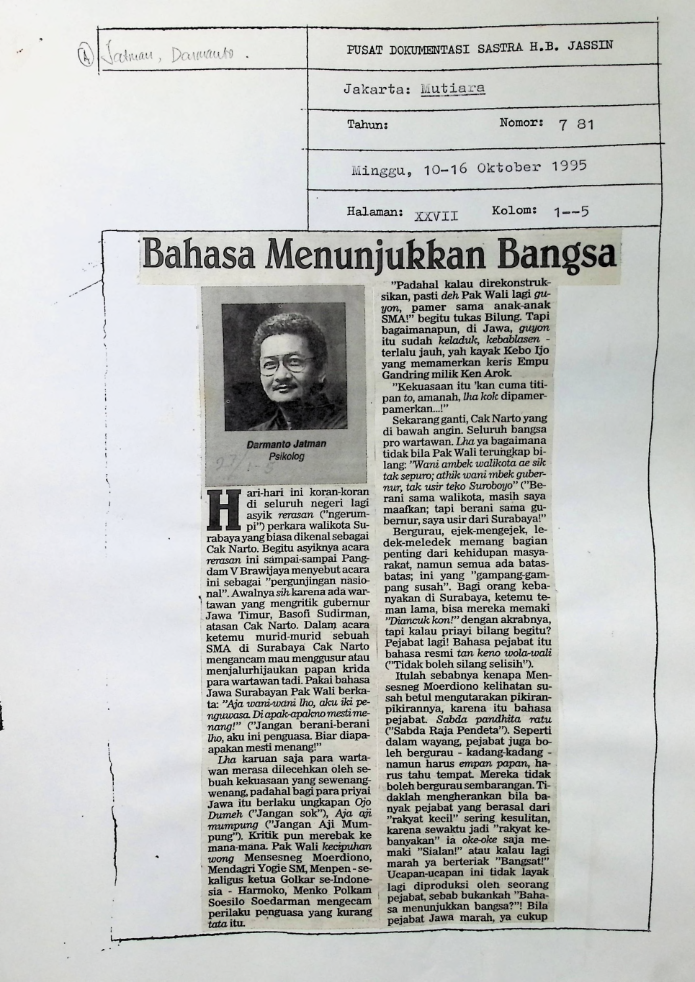 Jatman, Darmanto.
PUSAT DOKUMENTASI SASTRA H.B. JASSIN
Jakarta: Mutiara
Tahun: Nomor: 7 81
Minggu, 10-16 Oktober 1995
Halaman: XXVII Kolom: 1--5
Bahasa Menunjukkan Bangsa
Darmanto Jatman
Psikolog
Hari-hari ini koran-koran
di seluruh negeri lagi
asyik rerasan ("ngerum-
pi") perkara walikota Su-
rabaya yang biasa dikenal sebagai
Cak Narto. Begitu asyiknya acara
rerasan ini sampai-sampai Pang-
dam V Brawijaya menyebut acara
ini sebagai "pergunjingan nasio-
nal". Awalnya sih karena ada war-
tawan yang mengritik gubernur
Jawa Timur, Basofi Sudirman,
atasan Cak Narto. Dalam acara
ketemu murid-murid sebuah
SMA di Surabaya Cak Narto
mengancam mau menggusur atau
menjalurhijaukan papan krida
para wartawan tadi. Pakai bahasa
Jawa Surabayan Pak Wali berka-
ta: "Aja wani-wani lho, aku iki pe-
nguwasa. Di apak-apakno mesti me-
nang!" ("Jangan berani-berani
lho, aku ini penguasa. Biar diapa-
apakan mesti menang!"
Lha karuan saja para warta-
wan merasa dilecehkan oleh se-
buah kekuasaan yang sewenang-
wenang, padahal bagi para priyai
Jawa itu berlaku ungkapan Ojo
Dumeh ("Jangan sok"), Aja aji
mumpung ("Jangan Aji Mum-
pung"). Kritik pun merebak ke
mana-mana. Pak Wali kecipuhan
wong Mensesneg Moerdiono,
Mendagri Yogie SM, Menpen - se-
kaligus ketua Golkar se-Indone-
sia - Harmoko, Menko Polkam
Soesilo Soedarman mengecam
perilaku penguasa yang kurang
tata itu.
"Padahal kalau direkonstruk-
sikan, pasti deh Pak Wali lagi gu-
yon, pamer sama anak-anak
SMA!" begitu tukas Bilung. Tapi
bagaimanapun, di Jawa, guyon
itu sudah keladuk, kebablasen -
terlalu jauh, yah kayak Kebo Ijo
yang memamerkan keris Empu
Gandring milik Ken Arok.
"Kekuasaan itu 'kan cuma titi-
pan to, amanah, lha kok dipamer-
pamerkan...!"
Sekarang ganti, Cak Narto yang
di bawah angin. Seluruh bangsa
pro wartawan. Lha ya bagaimana
tidak bila Pak Wali terungkap bi-
lang: "Wani ambek walikota ae sik
tak sepuro; athik wani mbek guber-
nur, tak usir teko Suroboyo" ("Be-
rani sama walikota, masih saya
maafkan; tapi berani sama gu-
bernur, saya usir dari Surabaya!"
Bergurau, ejek-mengejek, le-
dek-meledek memang bagian
penting dari kehidupan masya-
rakat, namun semua ada batas-
batas; ini yang "gampang-gam-
pang susah". Bagi orang keba-
nyakan di Surabaya, ketemu te-
man lama, bisa mereka memaki
"Diancuk kon!" dengan akrabnya,
tapi kalau priayi bilang begitu?
Pejabat lagi! Bahasa pejabat itu
bahasa resmi tan keno wola-wali
("Tidak boleh silang selisih").
Itulah sebabnya kenapa Men-
sesneg Moerdiono kelihatan su-
sah betul mengutarakan pikiran-
pikirannya, karena itu bahasa
pejabat. Sabda pandhita ratu
("Sabda Raja Pendeta"). Seperti
dalam wayang, pejabat juga bo-
leh bergurau - kadang-kadang -
namun harus empan papan, ha-
rus tahu tempat. Mereka tidak
boleh bergurau sembarangan. Ti-
daklah mengherankan bila ba-
nyak pejabat yang berasal dari
"rakyat kecil" sering kesulitan,
karena sewaktu jadi "rakyat ke-
banyakan" ia oke-oke saja me-
maki "Sialan!" atau kalau lagi
marah ya berteriak "Bangsat!"
Ucapan-ucapan ini tidak layak
lagi diproduksi oleh seorang
pejabat, sebab bukankah "Baha-
sa menunjukkan bangsa?"! Bila
pejabat Jawa marah, ya cukup